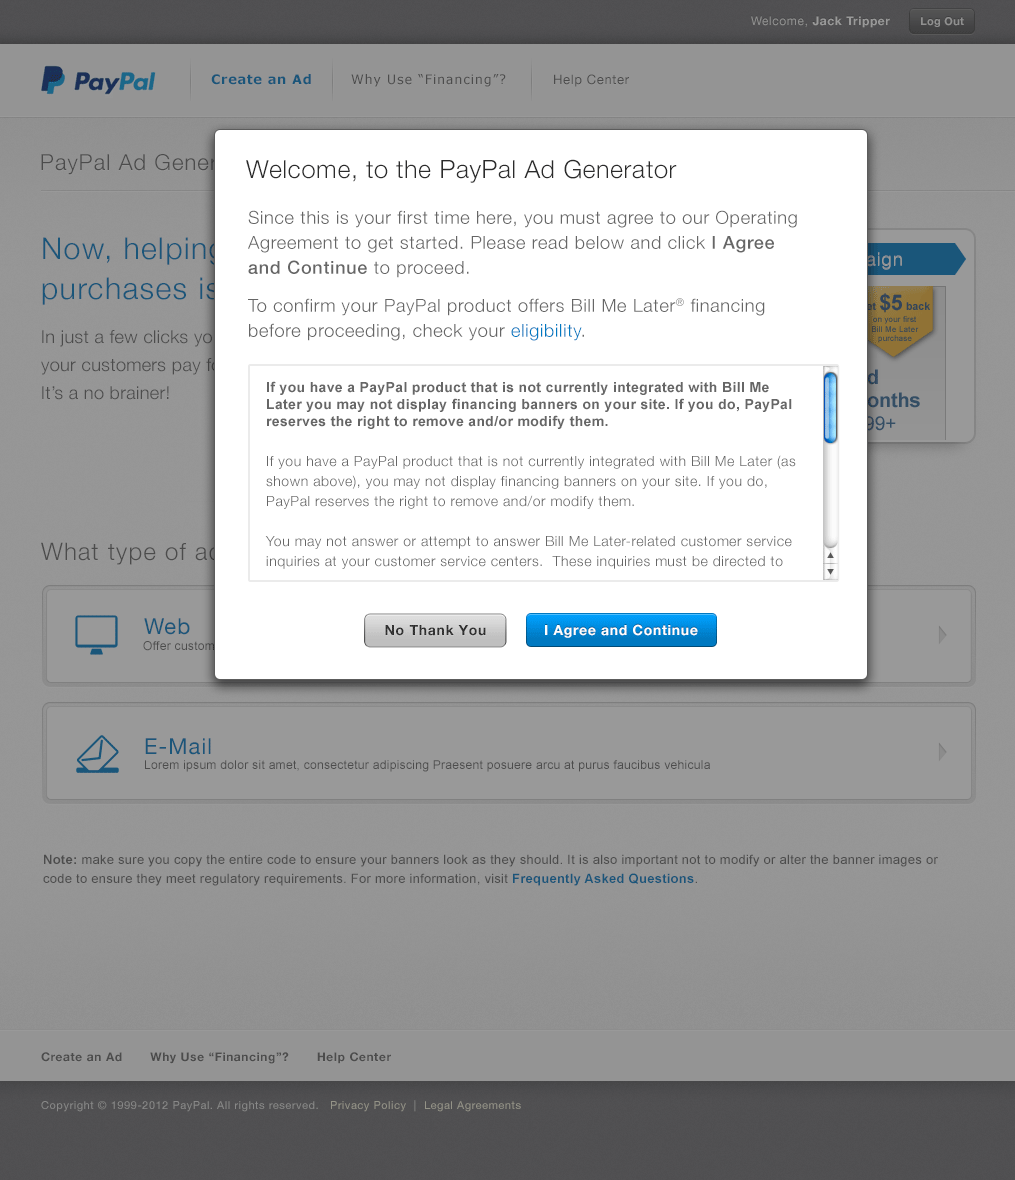 Welcome, Jack Tripper
Log Out
PayPal
Create an Ad
Why Use “Financing”?
Help Center
PayPal Ad Gener
Now, helping
purchases is
In just a few clicks yo
your customers pay fo
It’s a no brainer!
Welcome, to the PayPal Ad Generator
Since this is your first time here, you must agree to our Operating
Agreement to get started. Please read below and click I Agree
and Continue to proceed.
To confirm your PayPal product offers Bill Me Later® financing
before proceeding, check your eligibility.
If you have a PayPal product that is not currently integrated with Bill Me
Later you may not display financing banners on your site. If you do, PayPal
reserves the right to remove and/or modify them.
If you have a PayPal product that is not currently integrated with Bill Me Later (as
shown above), you may not display financing banners on your site. If you do,
PayPal reserves the right to remove and/or modify them.
You may not answer or attempt to answer Bill Me Later-related customer service
inquiries at your customer service centers.  These inquiries must be directed to
No Thank You
I Agree and Continue
aign
et $5 back
on your first
Bill Me Later
purchase
d
onths
99+
What type of ad
Web
Offer custom
E-Mail
Lorem ipsum dolor sit amet, consectetur adipiscing Praesent posuere arcu at purus faucibus vehicula
Note: make sure you copy the entire code to ensure your banners look as they should. It is also important not to modify or alter the banner images or
code to ensure they meet regulatory requirements. For more information, visit Frequently Asked Questions.
Create an Ad
Why Use “Financing”?
Help Center
Copyright © 1999-2012 PayPal. All rights reserved.
Privacy Policy | Legal Agreements